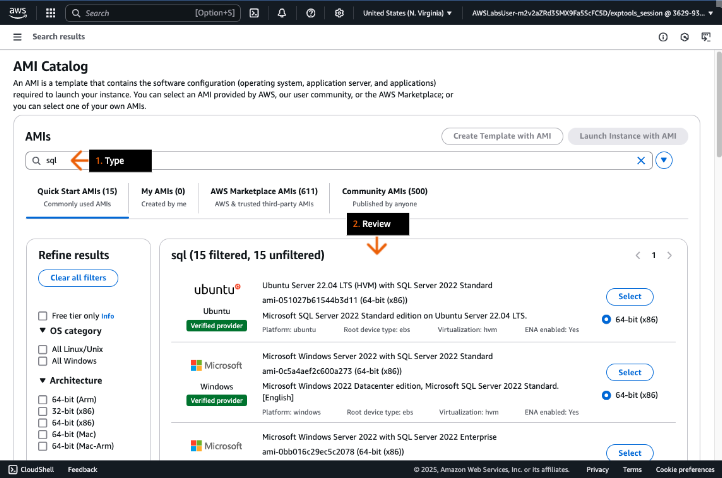 aws
Search
[Option+S]
United States (N. Virginia) ▼
AWSLabsUser-m2v2aZRd3SMX9Fa5ScFC5D/exptools_session @ 3629-93... ▼
Search results
AMI Catalog
An AMI is a template that contains the software configuration (operating system, application server, and applications)
required to launch your instance. You can select an AMI provided by AWS, our user community, or the AWS Marketplace; or
you can select one of your own AMIs.
AMIs
Create Template with AMI
Launch Instance with AMI
sql
1. Type
Quick Start AMIs (15)
Commonly used AMIs
My AMIs (0)
Created by me
AWS Marketplace AMIs (611)
AWS & trusted third-party AMIs
Community AMIs (500)
Published by anyone
2. Review
Refine results
Clear all filters
Free tier only Info
▼ OS category
All Linux/Unix
All Windows
▼ Architecture
64-bit (Arm)
32-bit (x86)
64-bit (x86)
64-bit (Mac)
64-bit (Mac-Arm)
sql (15 filtered, 15 unfiltered)
1
ubuntu
Ubuntu
Verified provider
Ubuntu Server 22.04 LTS (HVM) with SQL Server 2022 Standard
ami-051027b61544b3d11 (64-bit (x86))
Microsoft SQL Server 2022 Standard edition on Ubuntu Server 22.04 LTS.
Platform: ubuntu Root device type: ebs Virtualization: hvm ENA enabled: Yes
Select
64-bit (x86)
Microsoft
Windows
Verified provider
Microsoft Windows Server 2022 with SQL Server 2022 Standard
ami-0c5a4aef2c600a273 (64-bit (x86))
Microsoft Windows 2022 Datacenter edition, Microsoft SQL Server 2022 Standard.
[English]
Platform: windows Root device type: ebs Virtualization: hvm ENA enabled: Yes
Select
64-bit (x86)
Microsoft
Microsoft Windows Server 2022 with SQL Server 2022 Enterprise
ami-0bb016c29ec5c2078 (64-bit (x86))
Select
CloudShell
Feedback
© 2025, Amazon Web Services, Inc. or its affiliates.
Privacy
Terms
Cookie preferences